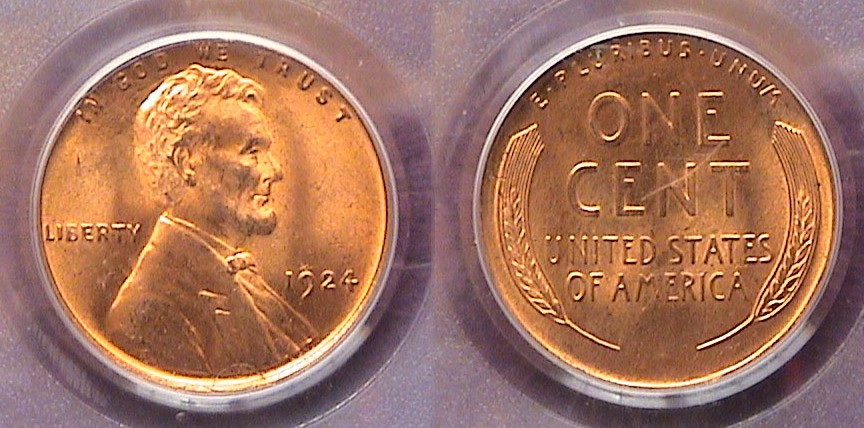 IN GOD WE TRUST
LIBERTY
1924
E·PLURIBUS·UNUM
ONE
CENT
UNITED STATES
OF AMERICA